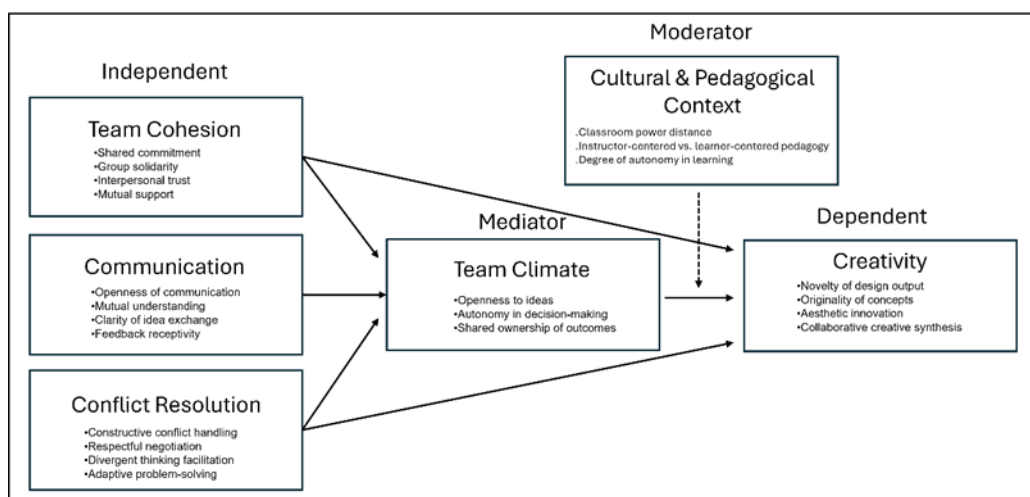 Independent
Team Cohesion
•Shared commitment
•Group solidarity
•Interpersonal trust
•Mutual support
Communication
•Openness of communication
•Mutual understanding
•Clarity of idea exchange
•Feedback receptivity
Conflict Resolution
•Constructive conflict handling
•Respectful negotiation
•Divergent thinking facilitation
•Adaptive problem-solving
Mediator
Team Climate
•Openness to ideas
•Autonomy in decision-making
•Shared ownership of outcomes
Moderator
Cultural & Pedagogical
Context
.Classroom power distance
.Instructor-centered vs. learner-centered pedagogy
.Degree of autonomy in learning
Dependent
Creativity
•Novelty of design output
•Originality of concepts
•Aesthetic innovation
•Collaborative creative synthesis